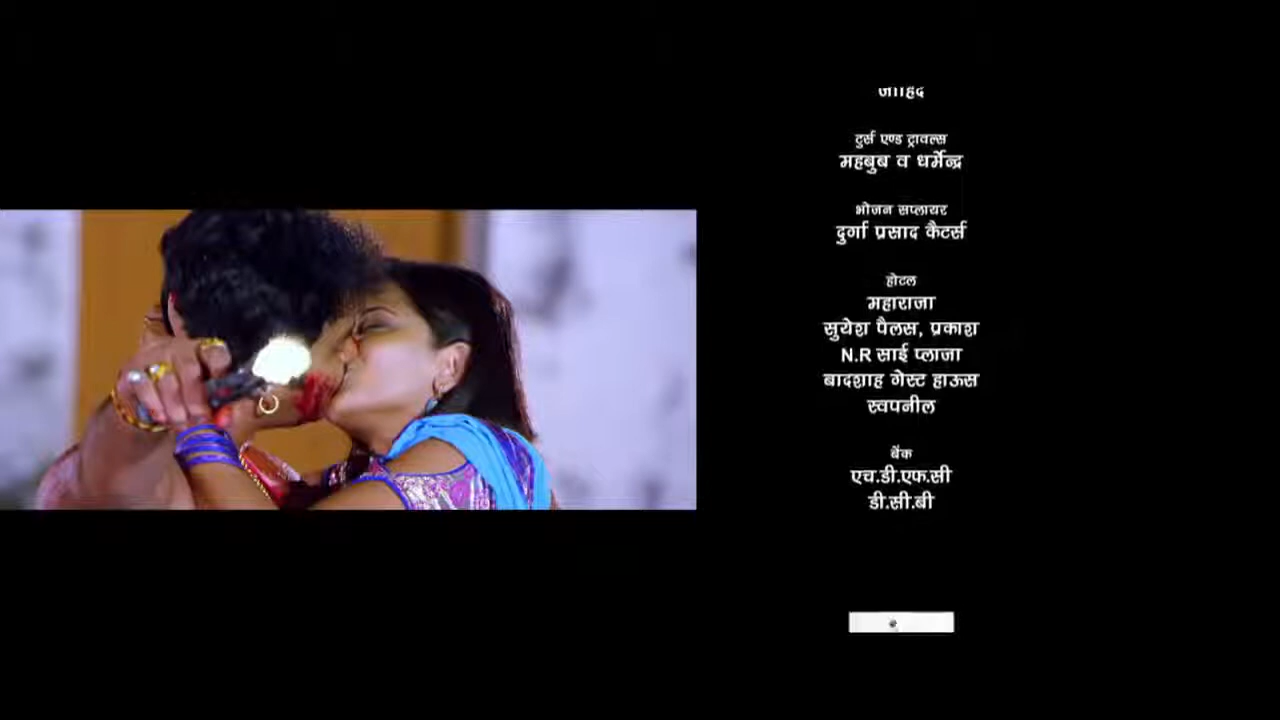 टुर्स एण्ड ट्रावल्स
महबुब व धर्मेन्द्र
भोजन सप्लायर
दुर्गा प्रसाद कैटर्स
होटल
महाराजा
सुयेश पैलस, प्रकाश
N.R साई प्लाजा
बादशाह गेस्ट हाऊस
स्वपनील
बैंक
एच.डी.एफ.सी
डी.सी.बी